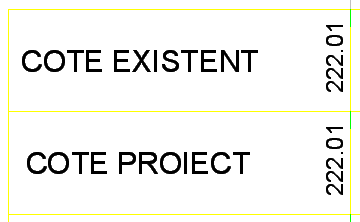 COTE EXISTENT 222.01
COTE PROIECT 222.01